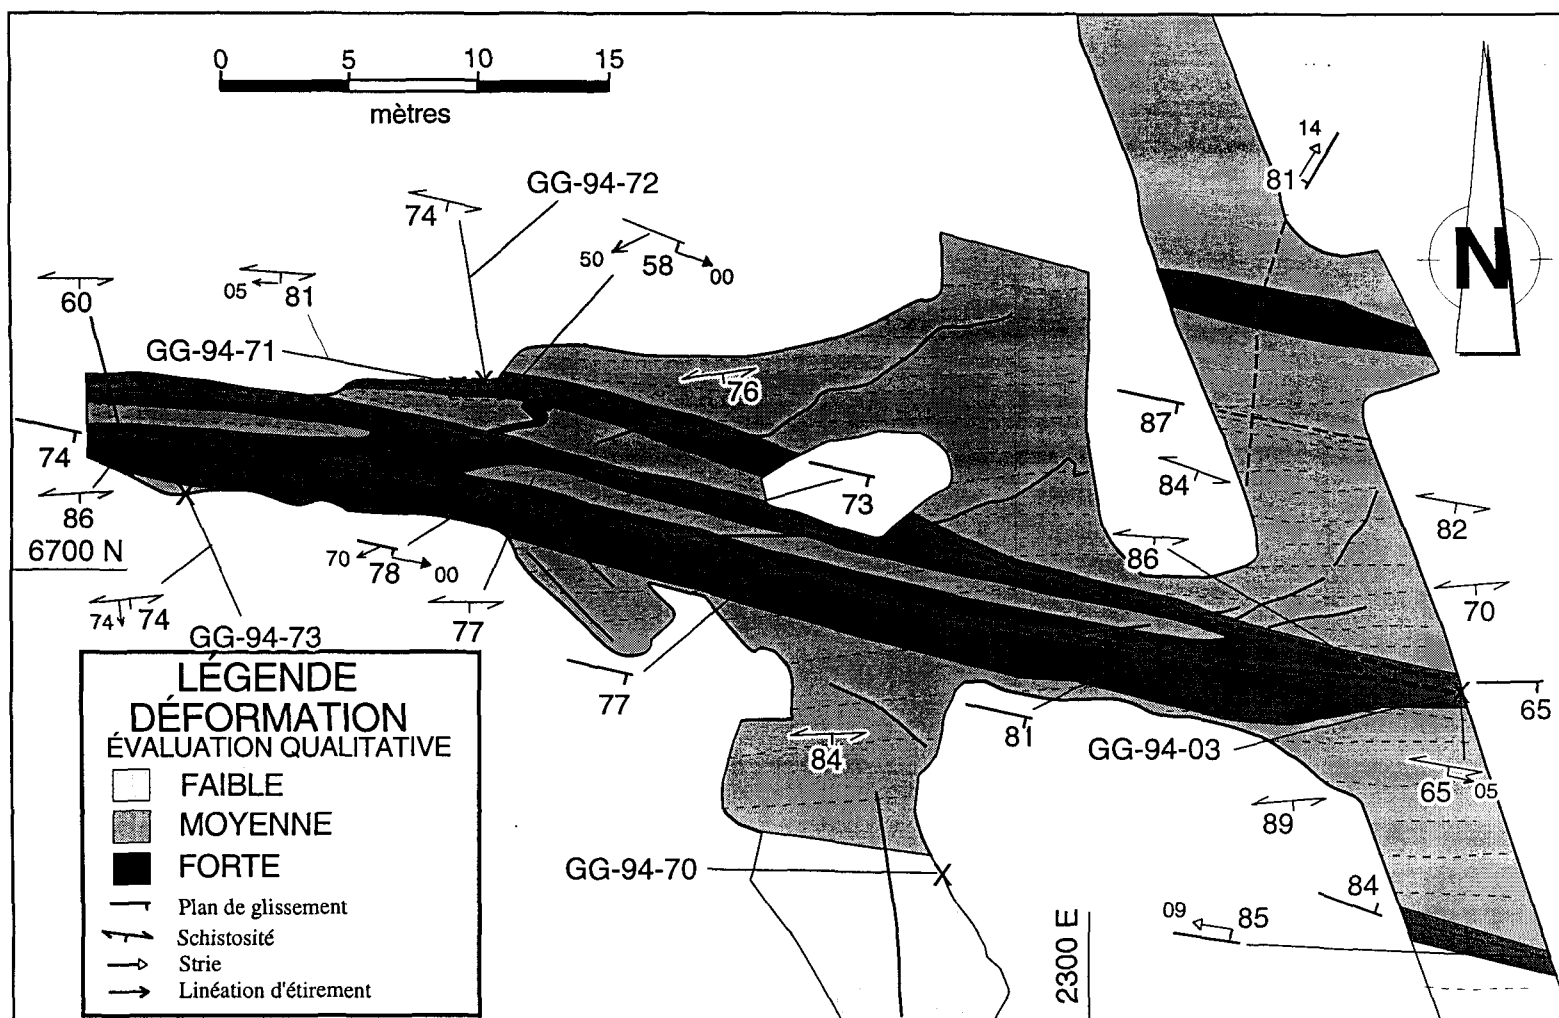 0 5 10 15
mètres
14
81
GG-94-72
74
50
58
00
N
05
81
60
GG-94-71
76
87
74
73
84
82
86
86
6700 N
70
78
00
70
74
74
77
GG-94-73
77
65
81
GG-94-03
84
65
05
89
GG-94-70
84
09
85
2300 E
LÉGENDE
DÉFORMATION
ÉVALUATION QUALITATIVE
FAIBLE
MOYENNE
FORTE
Plan de glissement
Schistosité
Strie
Linéation d'étirement